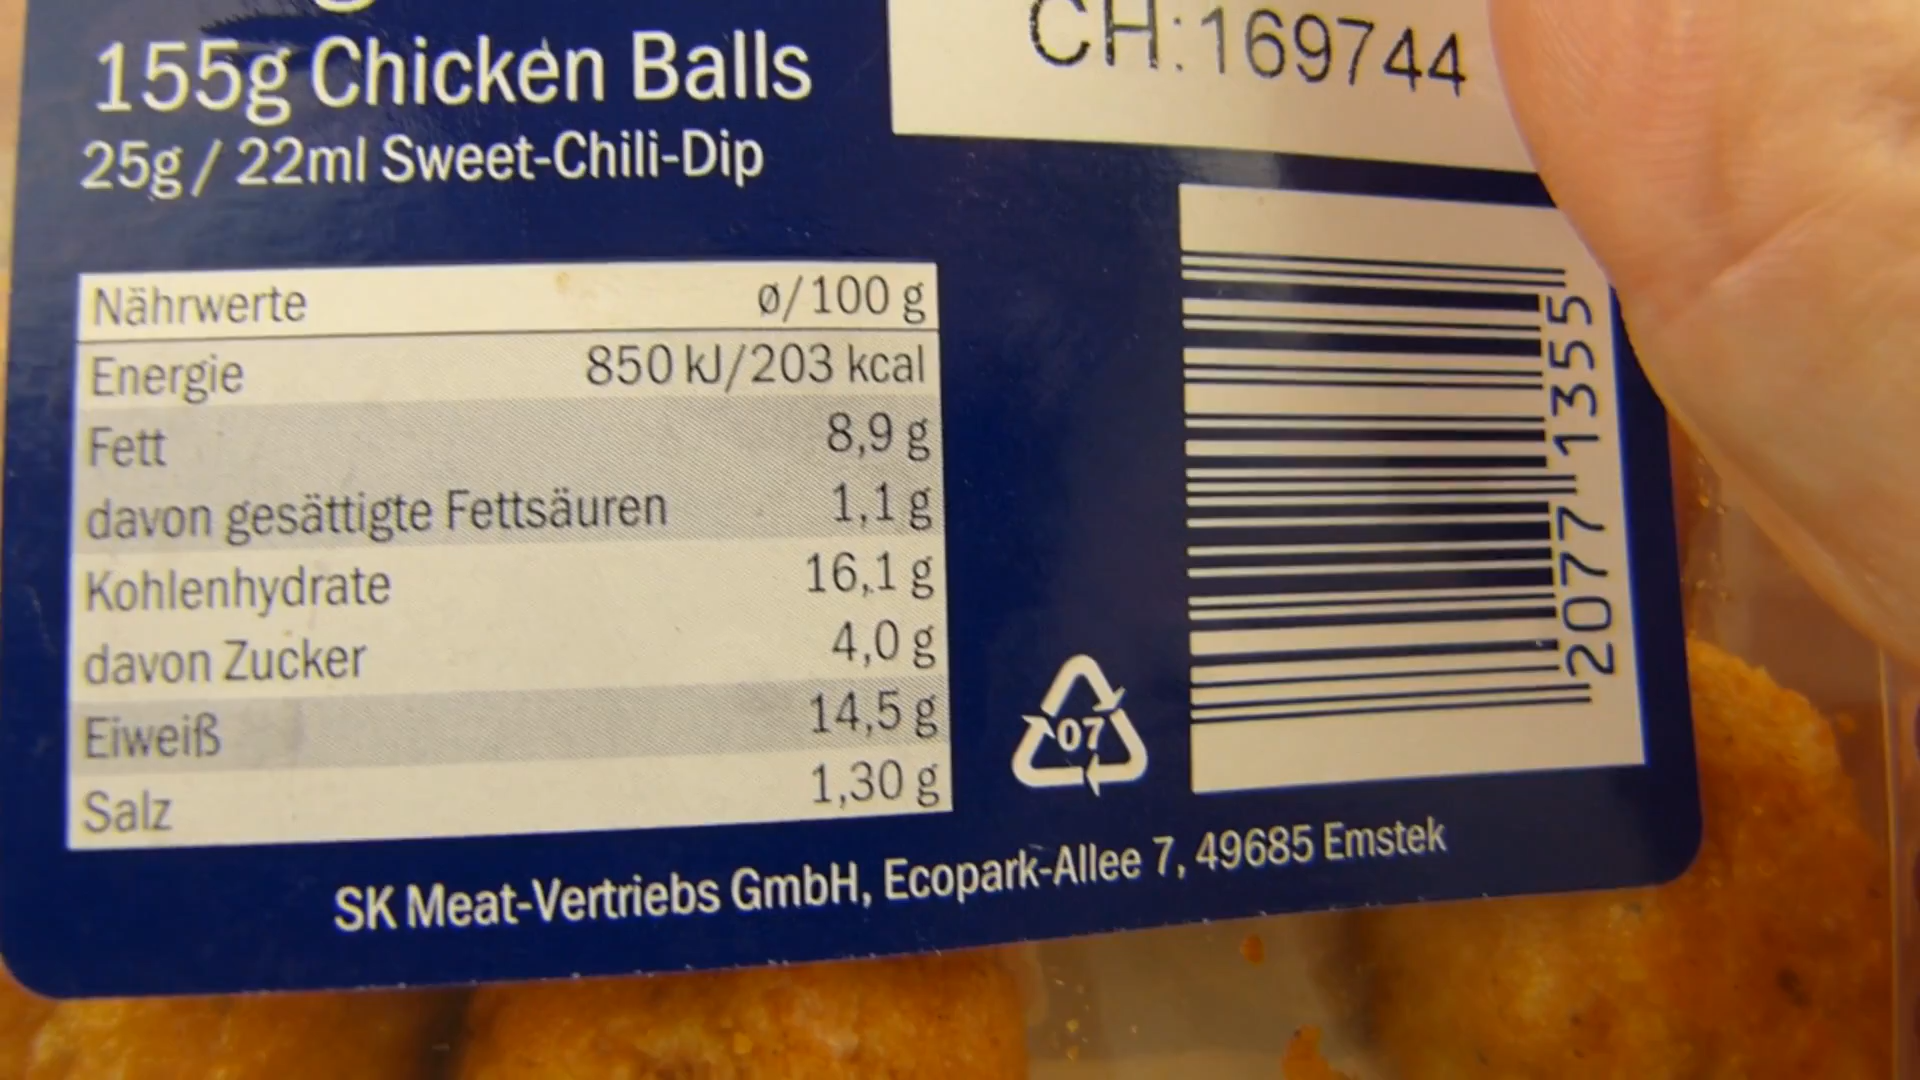 155g Chicken Balls
25g / 22ml Sweet-Chili-Dip
CH:169744
Nährwerte ø/100 g
Energie 850 kJ/203 kcal
Fett 8,9 g
davon gesättigte Fettsäuren 1,1 g
Kohlenhydrate 16,1 g
davon Zucker 4,0 g
Eiweiß 14,5 g
Salz 1,30 g
07
2077 1355
SK Meat-Vertriebs GmbH, Ecopark-Allee 7, 49685 Emstek